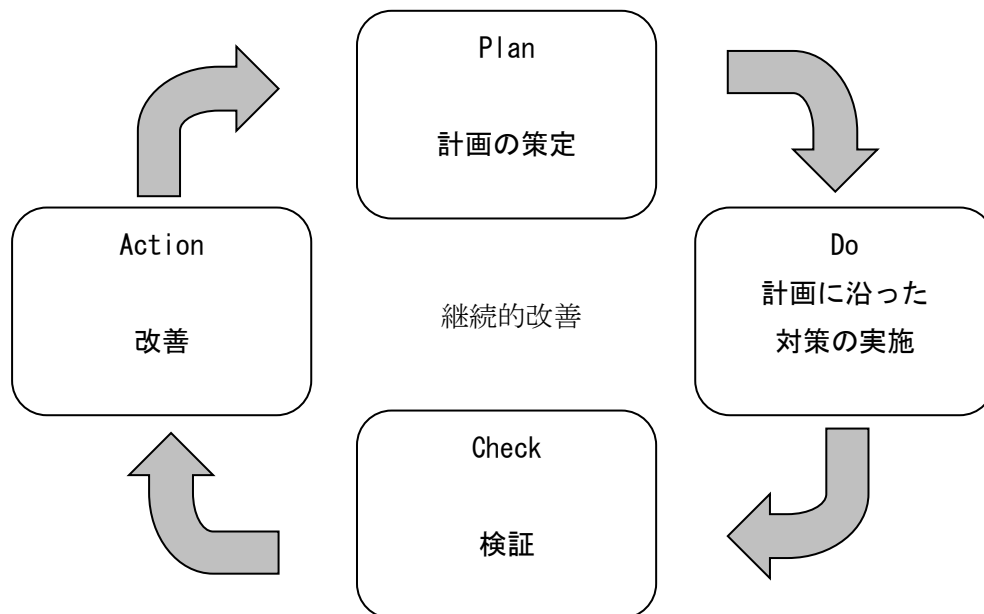 Plan
計画の策定
Action
改善
継続的改善
Do
計画に沿った
対策の実施
Check
検証